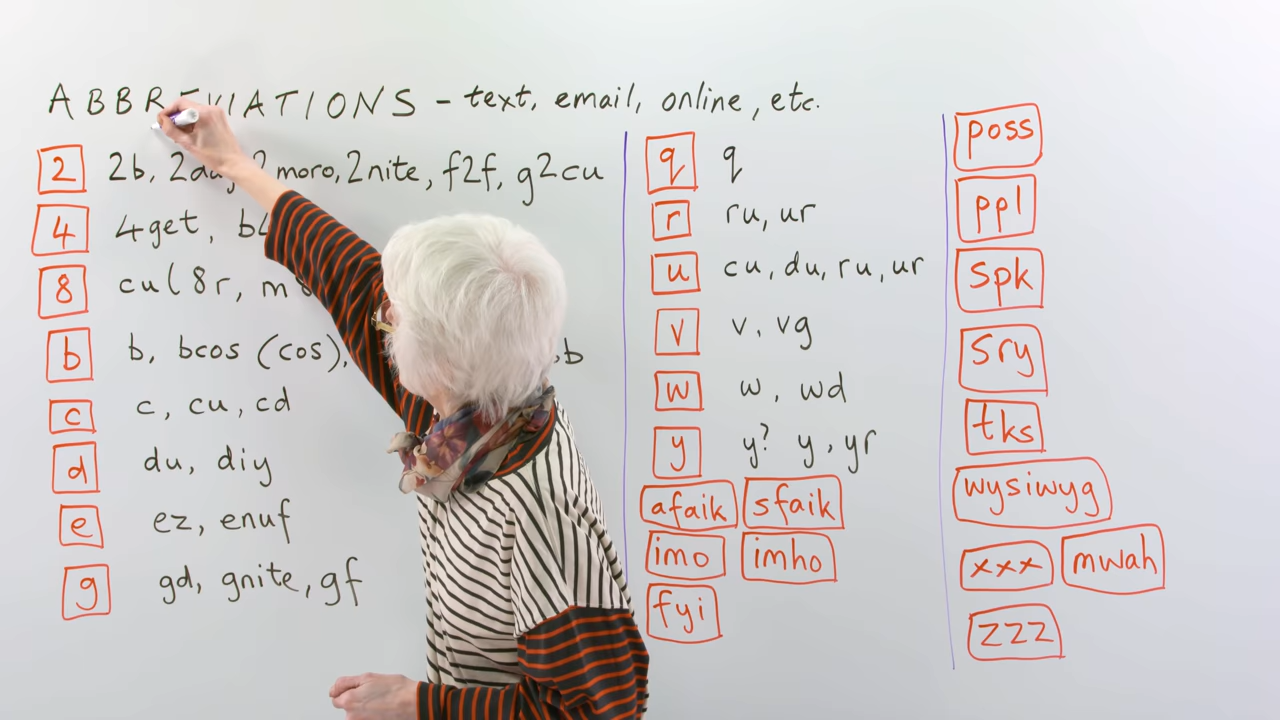 ABBREVIATIONS - text, email, online, etc.
2 2b, 2day, 2moro, 2nite, f2f, g2cu
4 4get,
8 cul8r,
b b, bcos (cos),
c c, cu, cd
d du, diy
e ez, enuf
g gd, gnite, gf
q q
r ru, ur
u cu, du, ru, ur
v v, vg
w w, wd
y y? y, yr
afaik sfaik
imo imho
fyi
poss
ppl
spk
sry
tks
wysiwyg
xxx mwah
zzz